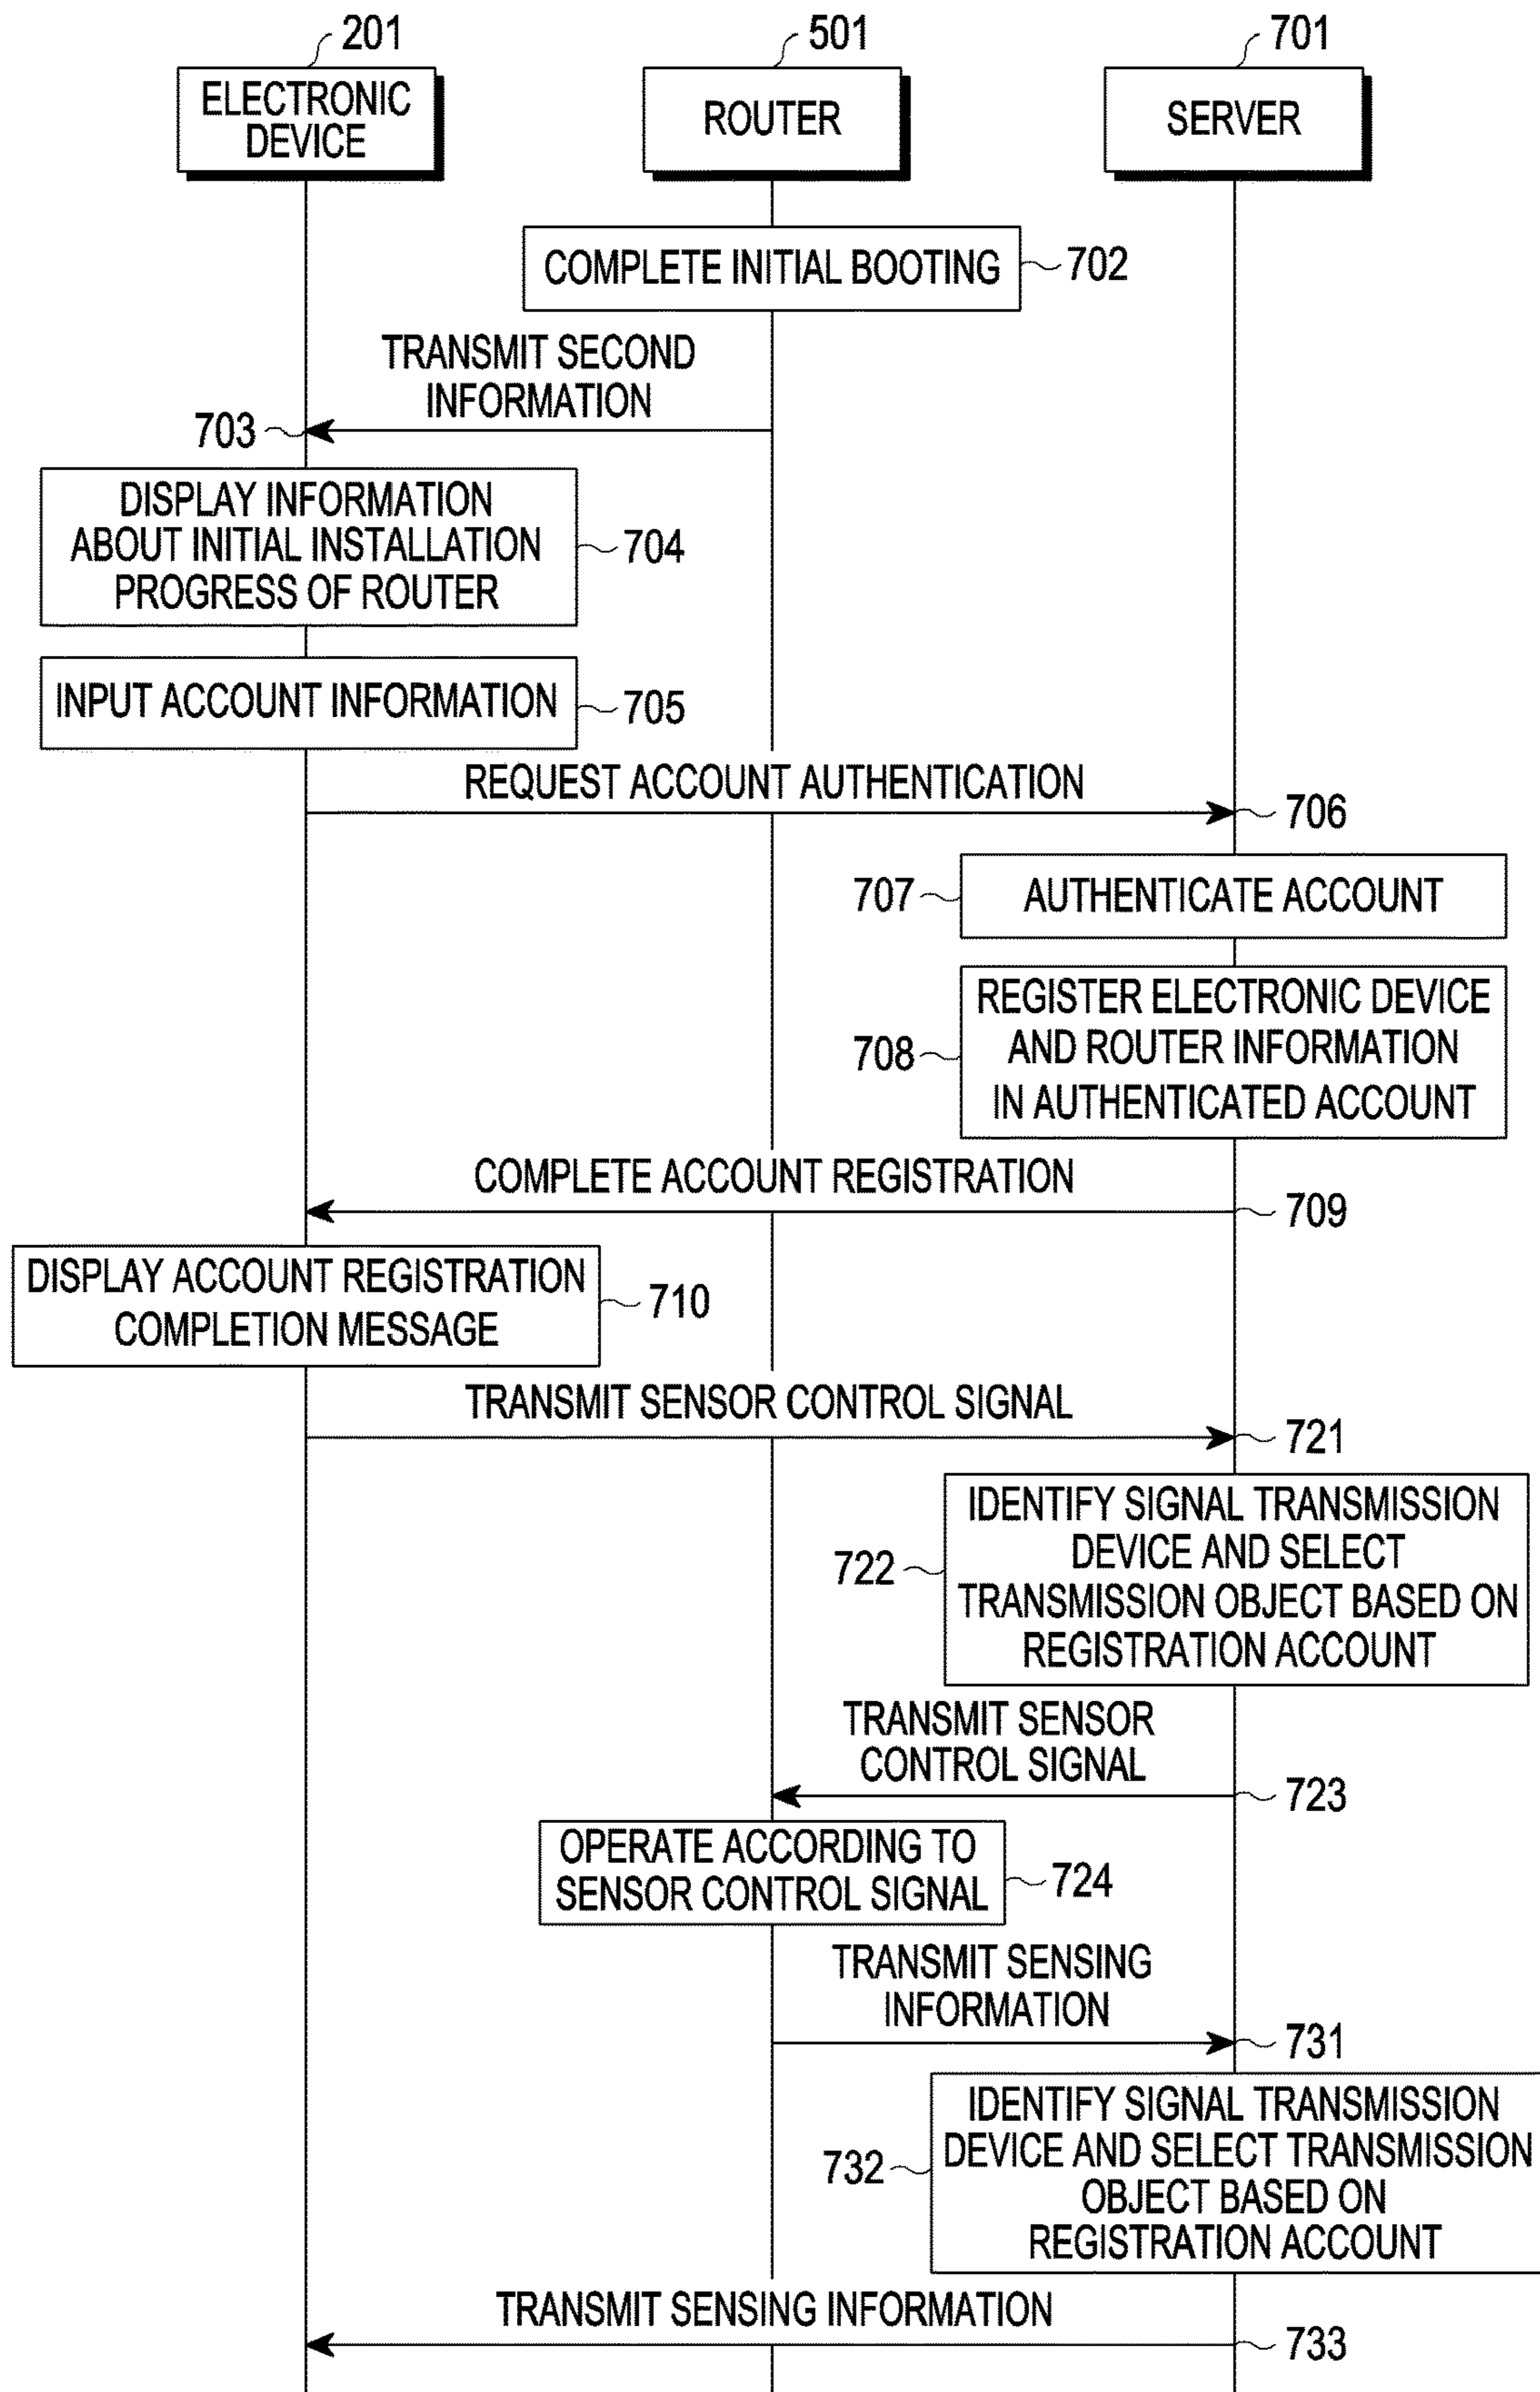 201
501
701
ELECTRONIC
DEVICE
ROUTER
SERVER
COMPLETE INITIAL BOOTING
702
TRANSMIT SECOND
INFORMATION
703
DISPLAY INFORMATION
ABOUT INITIAL INSTALLATION
PROGRESS OF ROUTER
704
INPUT ACCOUNT INFORMATION
705
REQUEST ACCOUNT AUTHENTICATION
706
707
AUTHENTICATE ACCOUNT
REGISTER ELECTRONIC DEVICE
AND ROUTER INFORMATION
IN AUTHENTICATED ACCOUNT
708
COMPLETE ACCOUNT REGISTRATION
709
DISPLAY ACCOUNT REGISTRATION
COMPLETION MESSAGE
710
TRANSMIT SENSOR CONTROL SIGNAL
721
IDENTIFY SIGNAL TRANSMISSION
DEVICE AND SELECT
TRANSMISSION OBJECT BASED ON
REGISTRATION ACCOUNT
722
TRANSMIT SENSOR
CONTROL SIGNAL
723
OPERATE ACCORDING TO
SENSOR CONTROL SIGNAL
724
TRANSMIT SENSING
INFORMATION
731
IDENTIFY SIGNAL TRANSMISSION
DEVICE AND SELECT TRANSMISSION
OBJECT BASED ON
REGISTRATION ACCOUNT
732
TRANSMIT SENSING INFORMATION
733